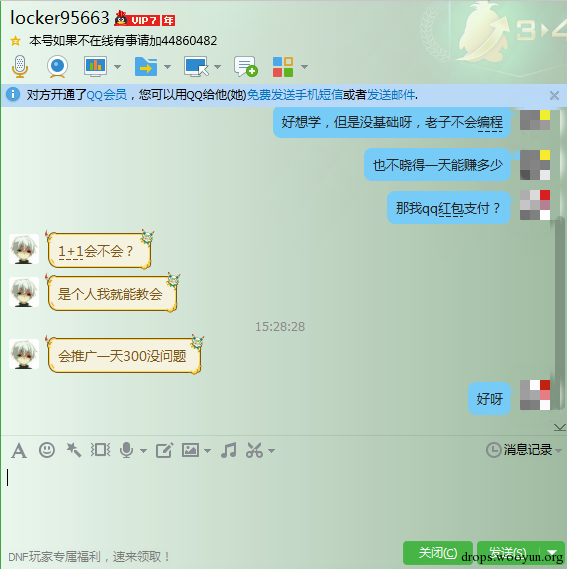 locker95663 VIP7 年
本号如果不在线有事请加44860482
对方开通了QQ会员，您可以用QQ给他(她)免费发送手机短信或者发送邮件.
好想学，但是没基础呀，老子不会编程
也不晓得一天能赚多少
那我qq红包支付？
1+1会不会？
是个人我就能教会
15:28:28
会推广一天300没问题
好呀
消息记录
DNF玩家专属福利，速来领取！
关闭(C) 发送(S)
drops.wooyun.org